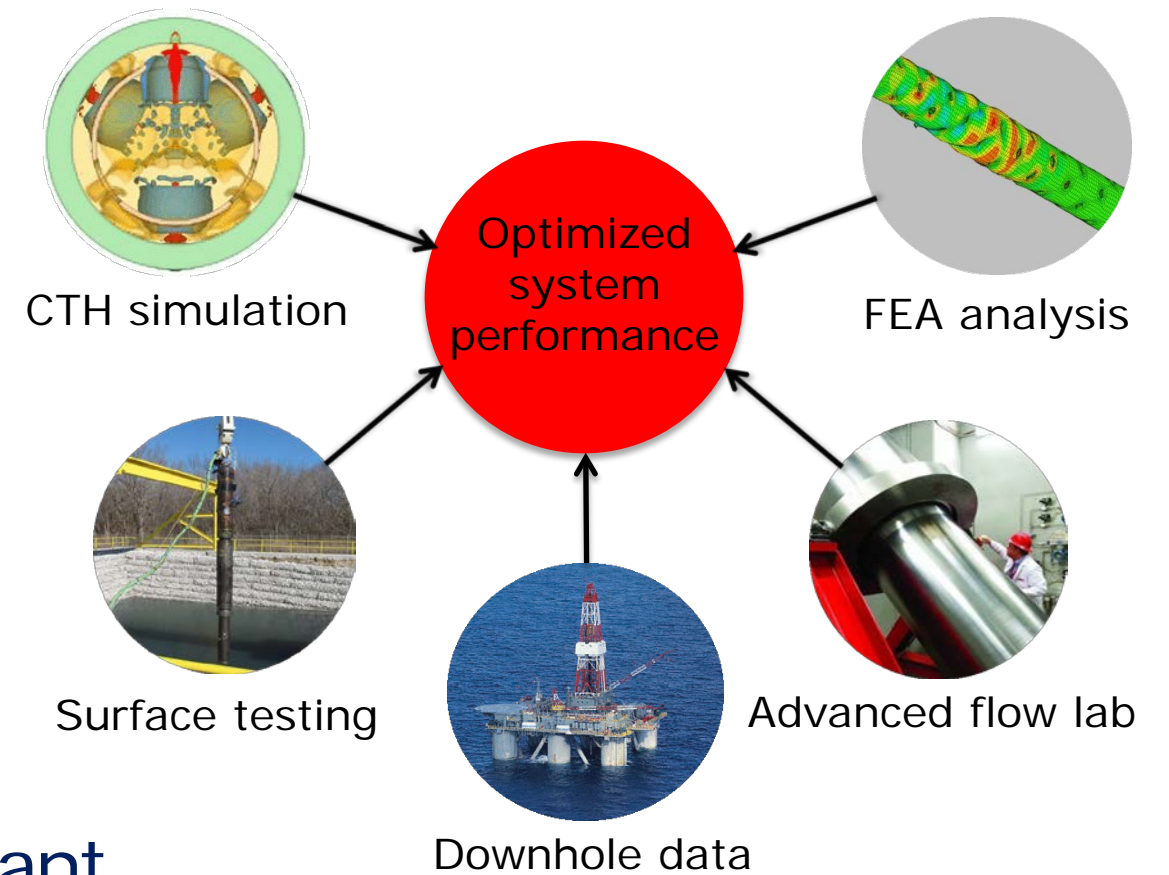 Optimized
system
performance
CTH simulation
FEA analysis
Surface testing
Advanced flow lab
Downhole data